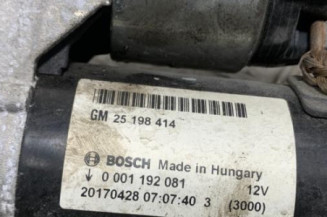 GM 25 198 414
BOSCH Made in Hungary
↓ 0 001 192 081 12V
20170428 07:07:40 3 (3000)